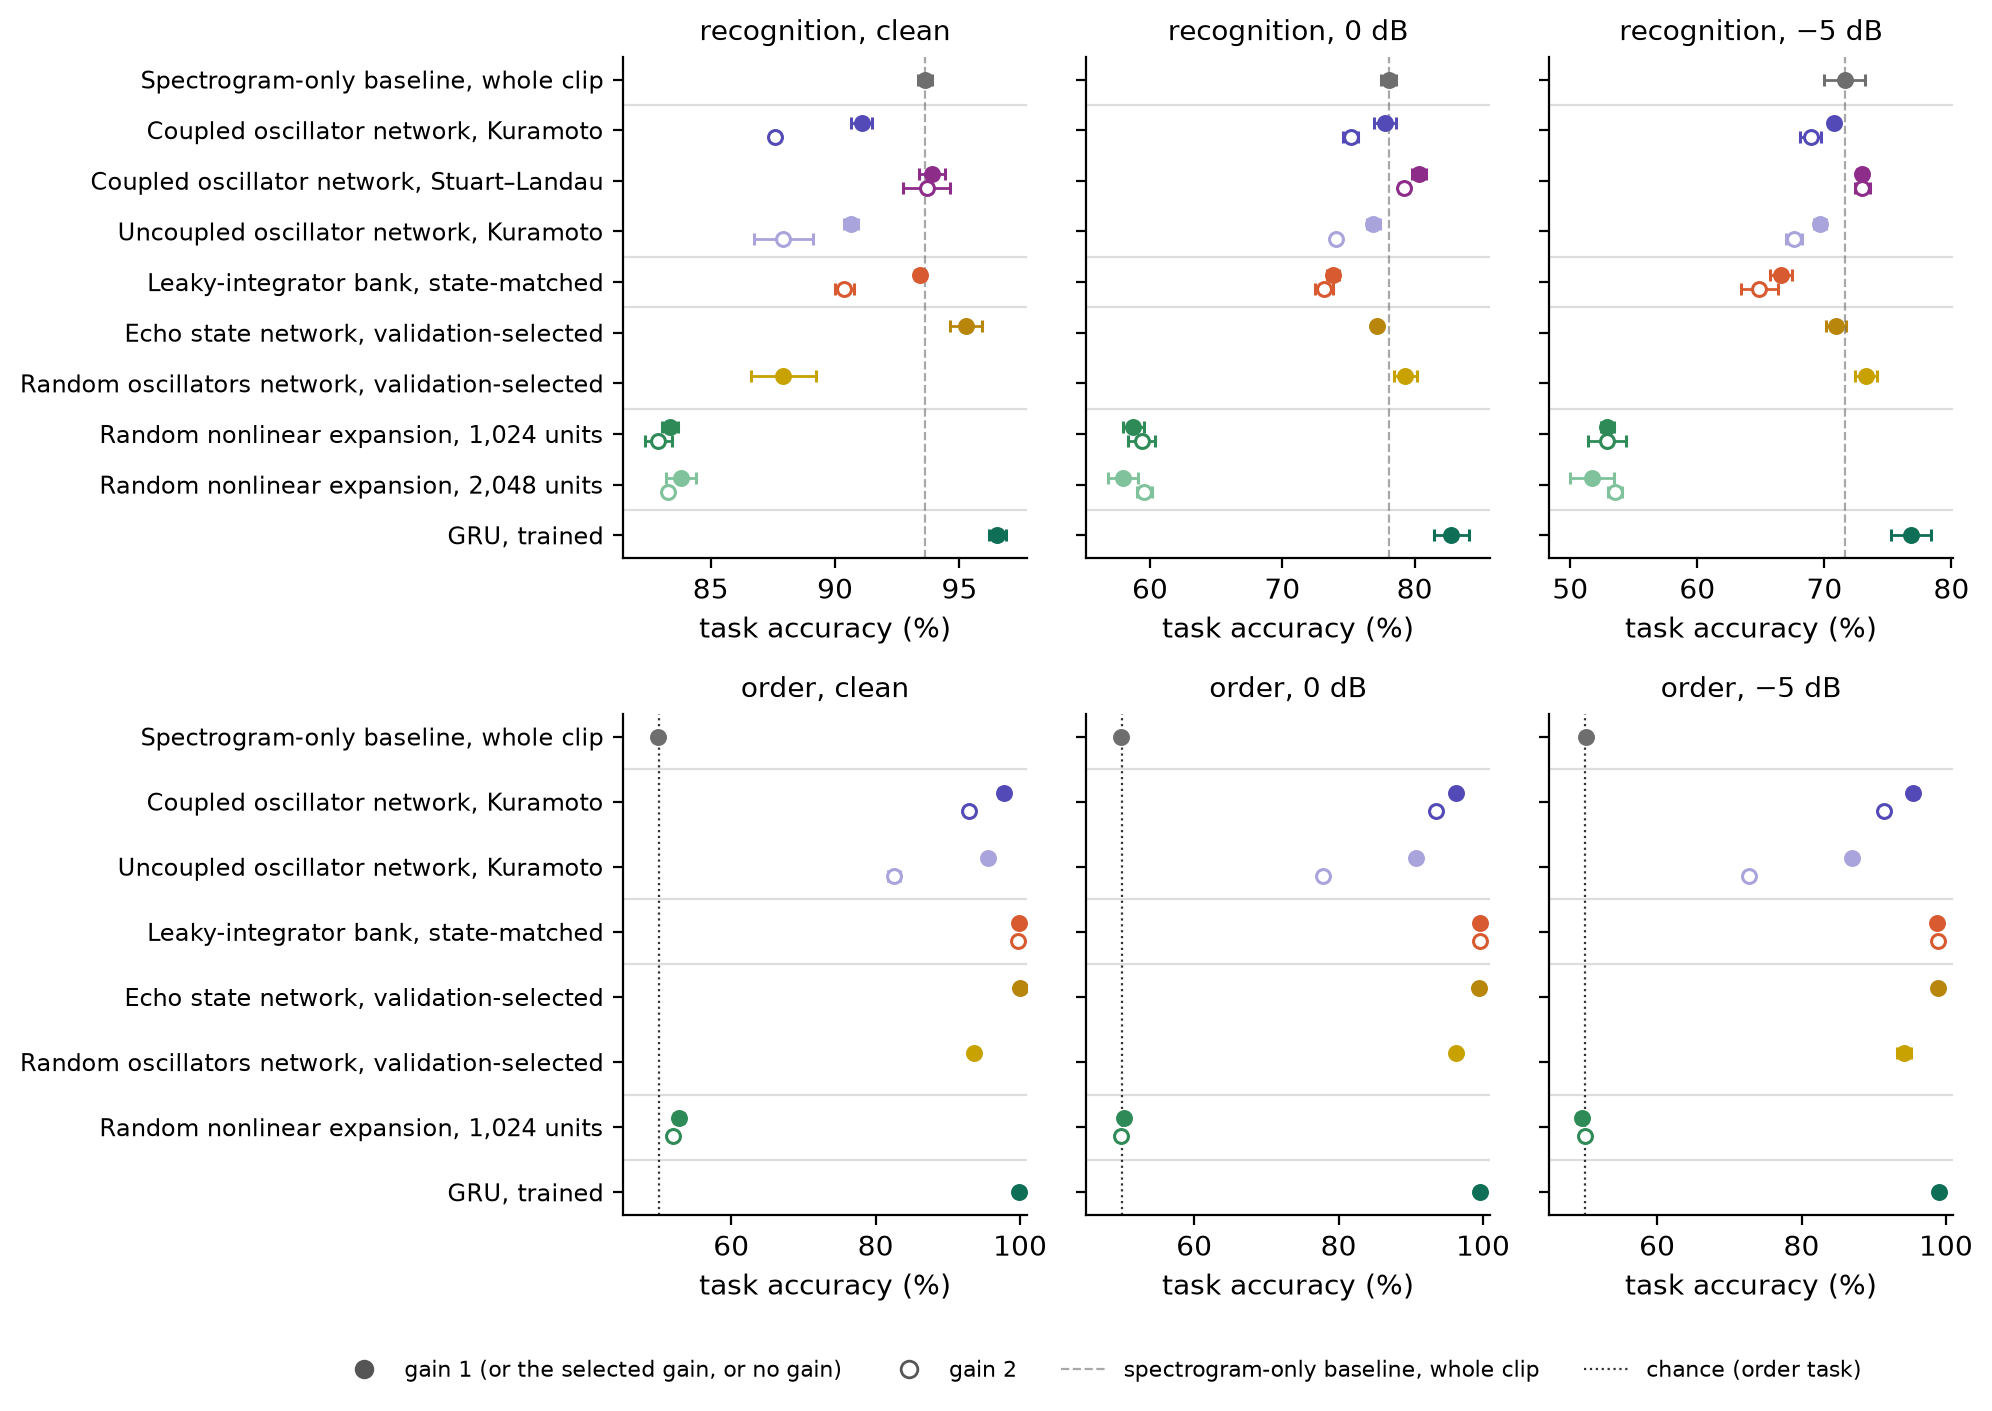 recognition, clean
recognition, 0 dB
recognition, −5 dB
Spectrogram-only baseline, whole clip
Coupled oscillator network, Kuramoto
Coupled oscillator network, Stuart–Landau
Uncoupled oscillator network, Kuramoto
Leaky-integrator bank, state-matched
Echo state network, validation-selected
Random oscillators network, validation-selected
Random nonlinear expansion, 1,024 units
Random nonlinear expansion, 2,048 units
GRU, trained
85 90 95
60 70 80
50 60 70 80
task accuracy (%)
task accuracy (%)
task accuracy (%)
order, clean
order, 0 dB
order, −5 dB
Spectrogram-only baseline, whole clip
Coupled oscillator network, Kuramoto
Uncoupled oscillator network, Kuramoto
Leaky-integrator bank, state-matched
Echo state network, validation-selected
Random oscillators network, validation-selected
Random nonlinear expansion, 1,024 units
GRU, trained
60 80 100
60 80 100
60 80 100
task accuracy (%)
task accuracy (%)
task accuracy (%)
gain 1 (or the selected gain, or no gain)
gain 2
spectrogram-only baseline, whole clip
chance (order task)